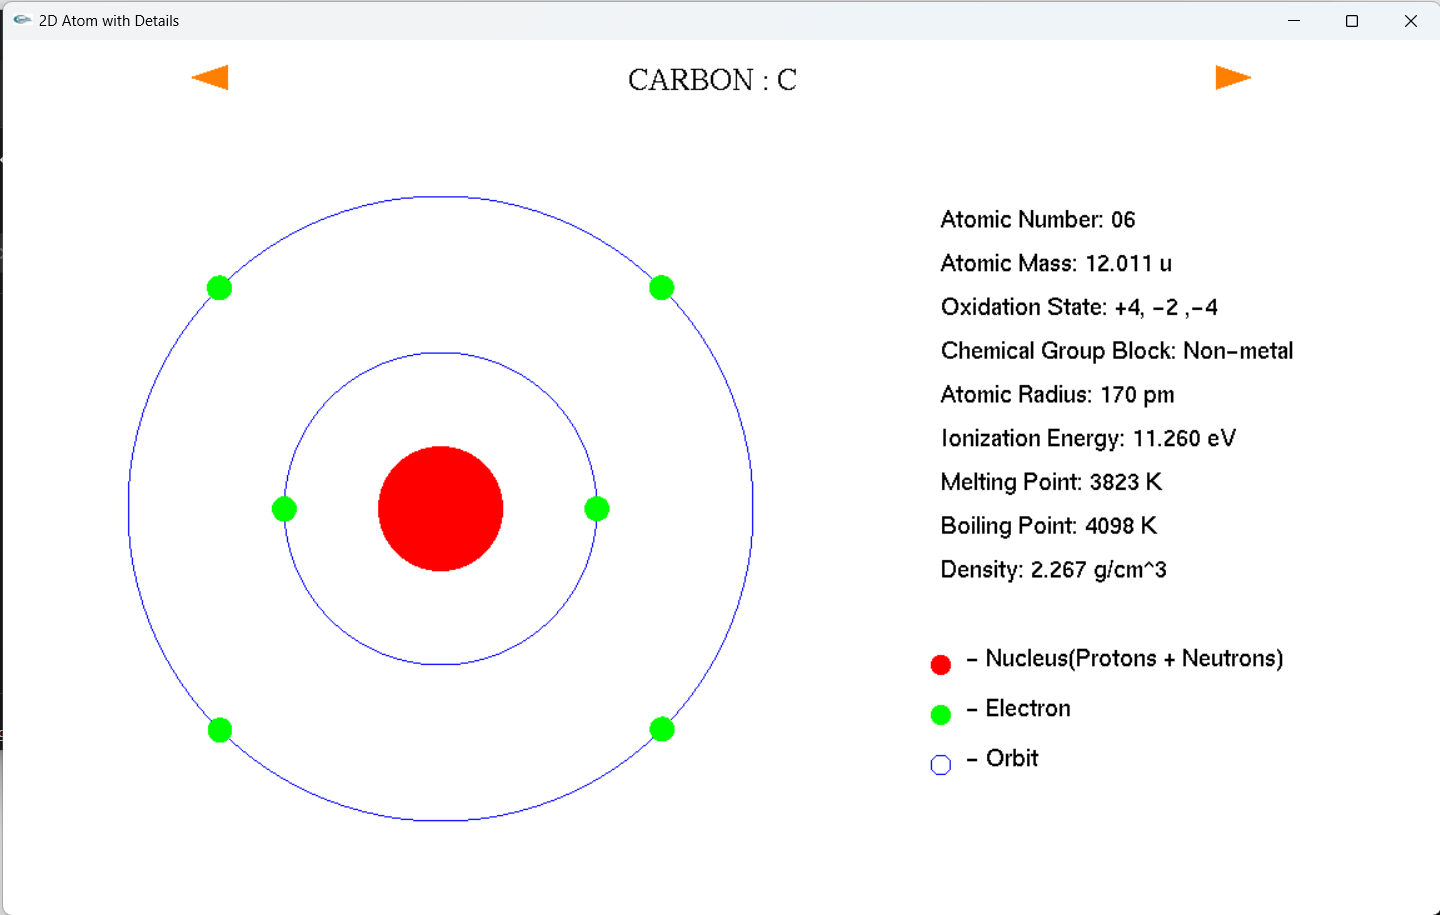 2D Atom with Details
CARBON : C
Atomic Number: 06
Atomic Mass: 12.011 u
Oxidation State: +4, -2 ,-4
Chemical Group Block: Non-metal
Atomic Radius: 170 pm
Ionization Energy: 11.260 eV
Melting Point: 3823 K
Boiling Point: 4098 K
Density: 2.267 g/cm^3
- Nucleus(Protons + Neutrons)
- Electron
- Orbit